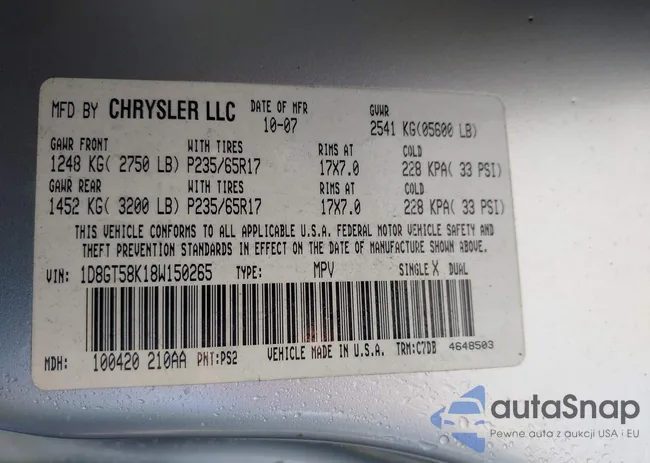 MFD BY CHRYSLER LLC DATE OF MFR GVWR
10-07 2541 KG(05600 LB)
GAWR FRONT WITH TIRES RIMS AT COLD
1248 KG( 2750 LB) P235/65R17 17X7.0 228 KPA( 33 PSI)
GAWR REAR WITH TIRES RIMS AT COLD
1452 KG( 3200 LB) P235/65R17 17X7.0 228 KPA( 33 PSI)
THIS VEHICLE CONFORMS TO ALL APPLICABLE U.S.A. FEDERAL MOTOR VEHICLE SAFETY AND
THEFT PREVENTION STANDARDS IN EFFECT ON THE DATE OF MANUFACTURE SHOWN ABOVE.
VIN: 1D8GT58K18W150265 TYPE: MPV SINGLE X DUAL
MDH: 100420 210AA PNT:PS2 VEHICLE MADE IN U.S.A. TRM:C7DB 4648503
autaSnap
Pewne auta z aukcji USA i EU